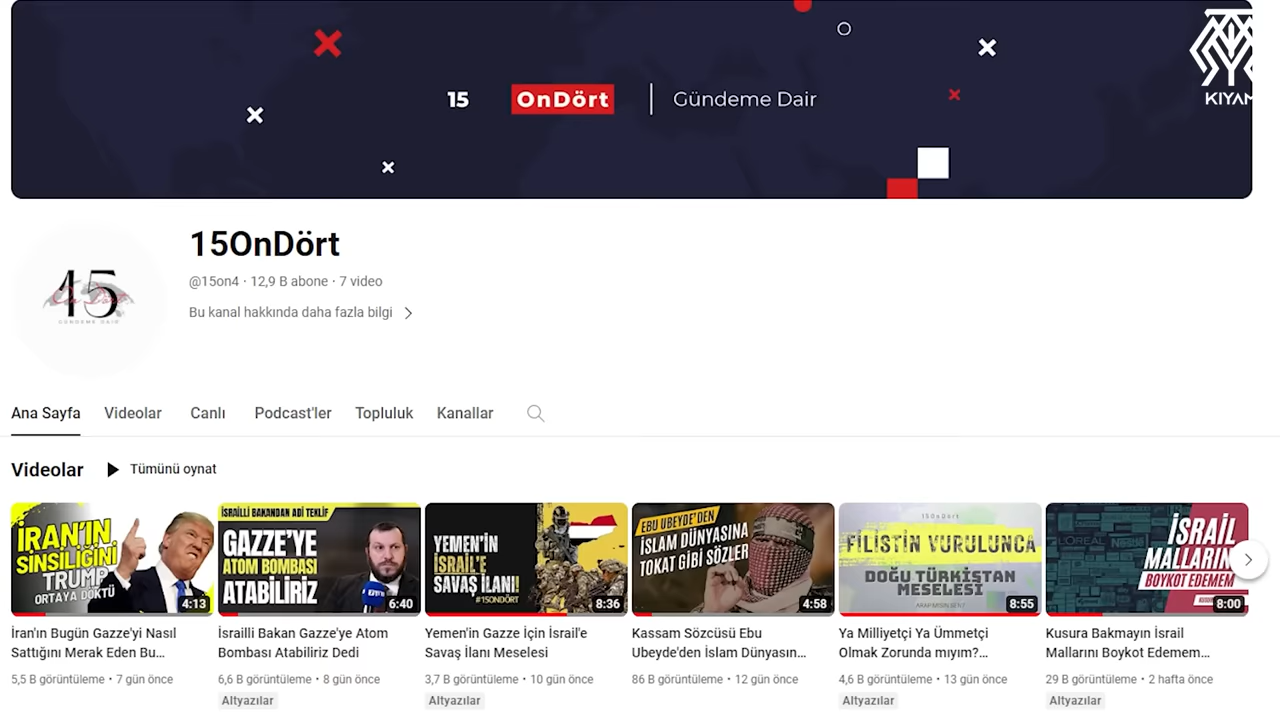 15 OnDört Gündeme Dair
KIYAM
15OnDört
@15on4 · 12,9 B abone · 7 video
Bu kanal hakkında daha fazla bilgi
45
On Dört
GÜNDEME DAİR
Ana Sayfa Videolar Canlı Podcast'ler Topluluk Kanallar
Videolar Tümünü oynat
İRAN'IN
SİNSİLİĞİNİ
TRUMP
ORTAYA DÖKTÜ
4:13
İSRAİLLİ BAKANDAN ADİ TEKLİF
GAZZE'YE
ATOM BOMBASI
ATABİLİRİZ
6:40
YEMEN'İN
İSRAİL'E
SAVAŞ İLANI!
#15ONDÖRT
8:36
EBU UBEYDE'DEN
İSLAM DÜNYASINA
TOKAT GİBİ SÖZLER
4:58
15OnDört
FİLİSTİN VURULUNCA
DOĞU TÜRKİSTAN
MESELESİ
8:55
LOREAL
İSRAİL
MALLARIN
BOYKOT EDEMEM
8:00
İran'ın Bugün Gazze'yi Nasıl
Sattığını Merak Eden Bu...
5,5 B görüntüleme • 7 gün önce
İsrailli Bakan Gazze'ye Atom
Bombası Atabiliriz Dedi
6,6 B görüntüleme • 8 gün önce
Altyazılar
Yemen'in Gazze İçin İsrail'e
Savaş İlanı Meselesi
3,7 B görüntüleme • 10 gün önce
Altyazılar
Kassam Sözcüsü Ebu
Ubeyde'den İslam Dünyasın...
86 B görüntüleme • 12 gün önce
Ya Milliyetçi Ya Ümmetçi
Olmak Zorunda mıyım?...
4,6 B görüntüleme • 13 gün önce
Altyazılar
Kusura Bakmayın İsrail
Mallarını Boykot Edemem...
29 B görüntüleme • 2 hafta önce
Altyazılar